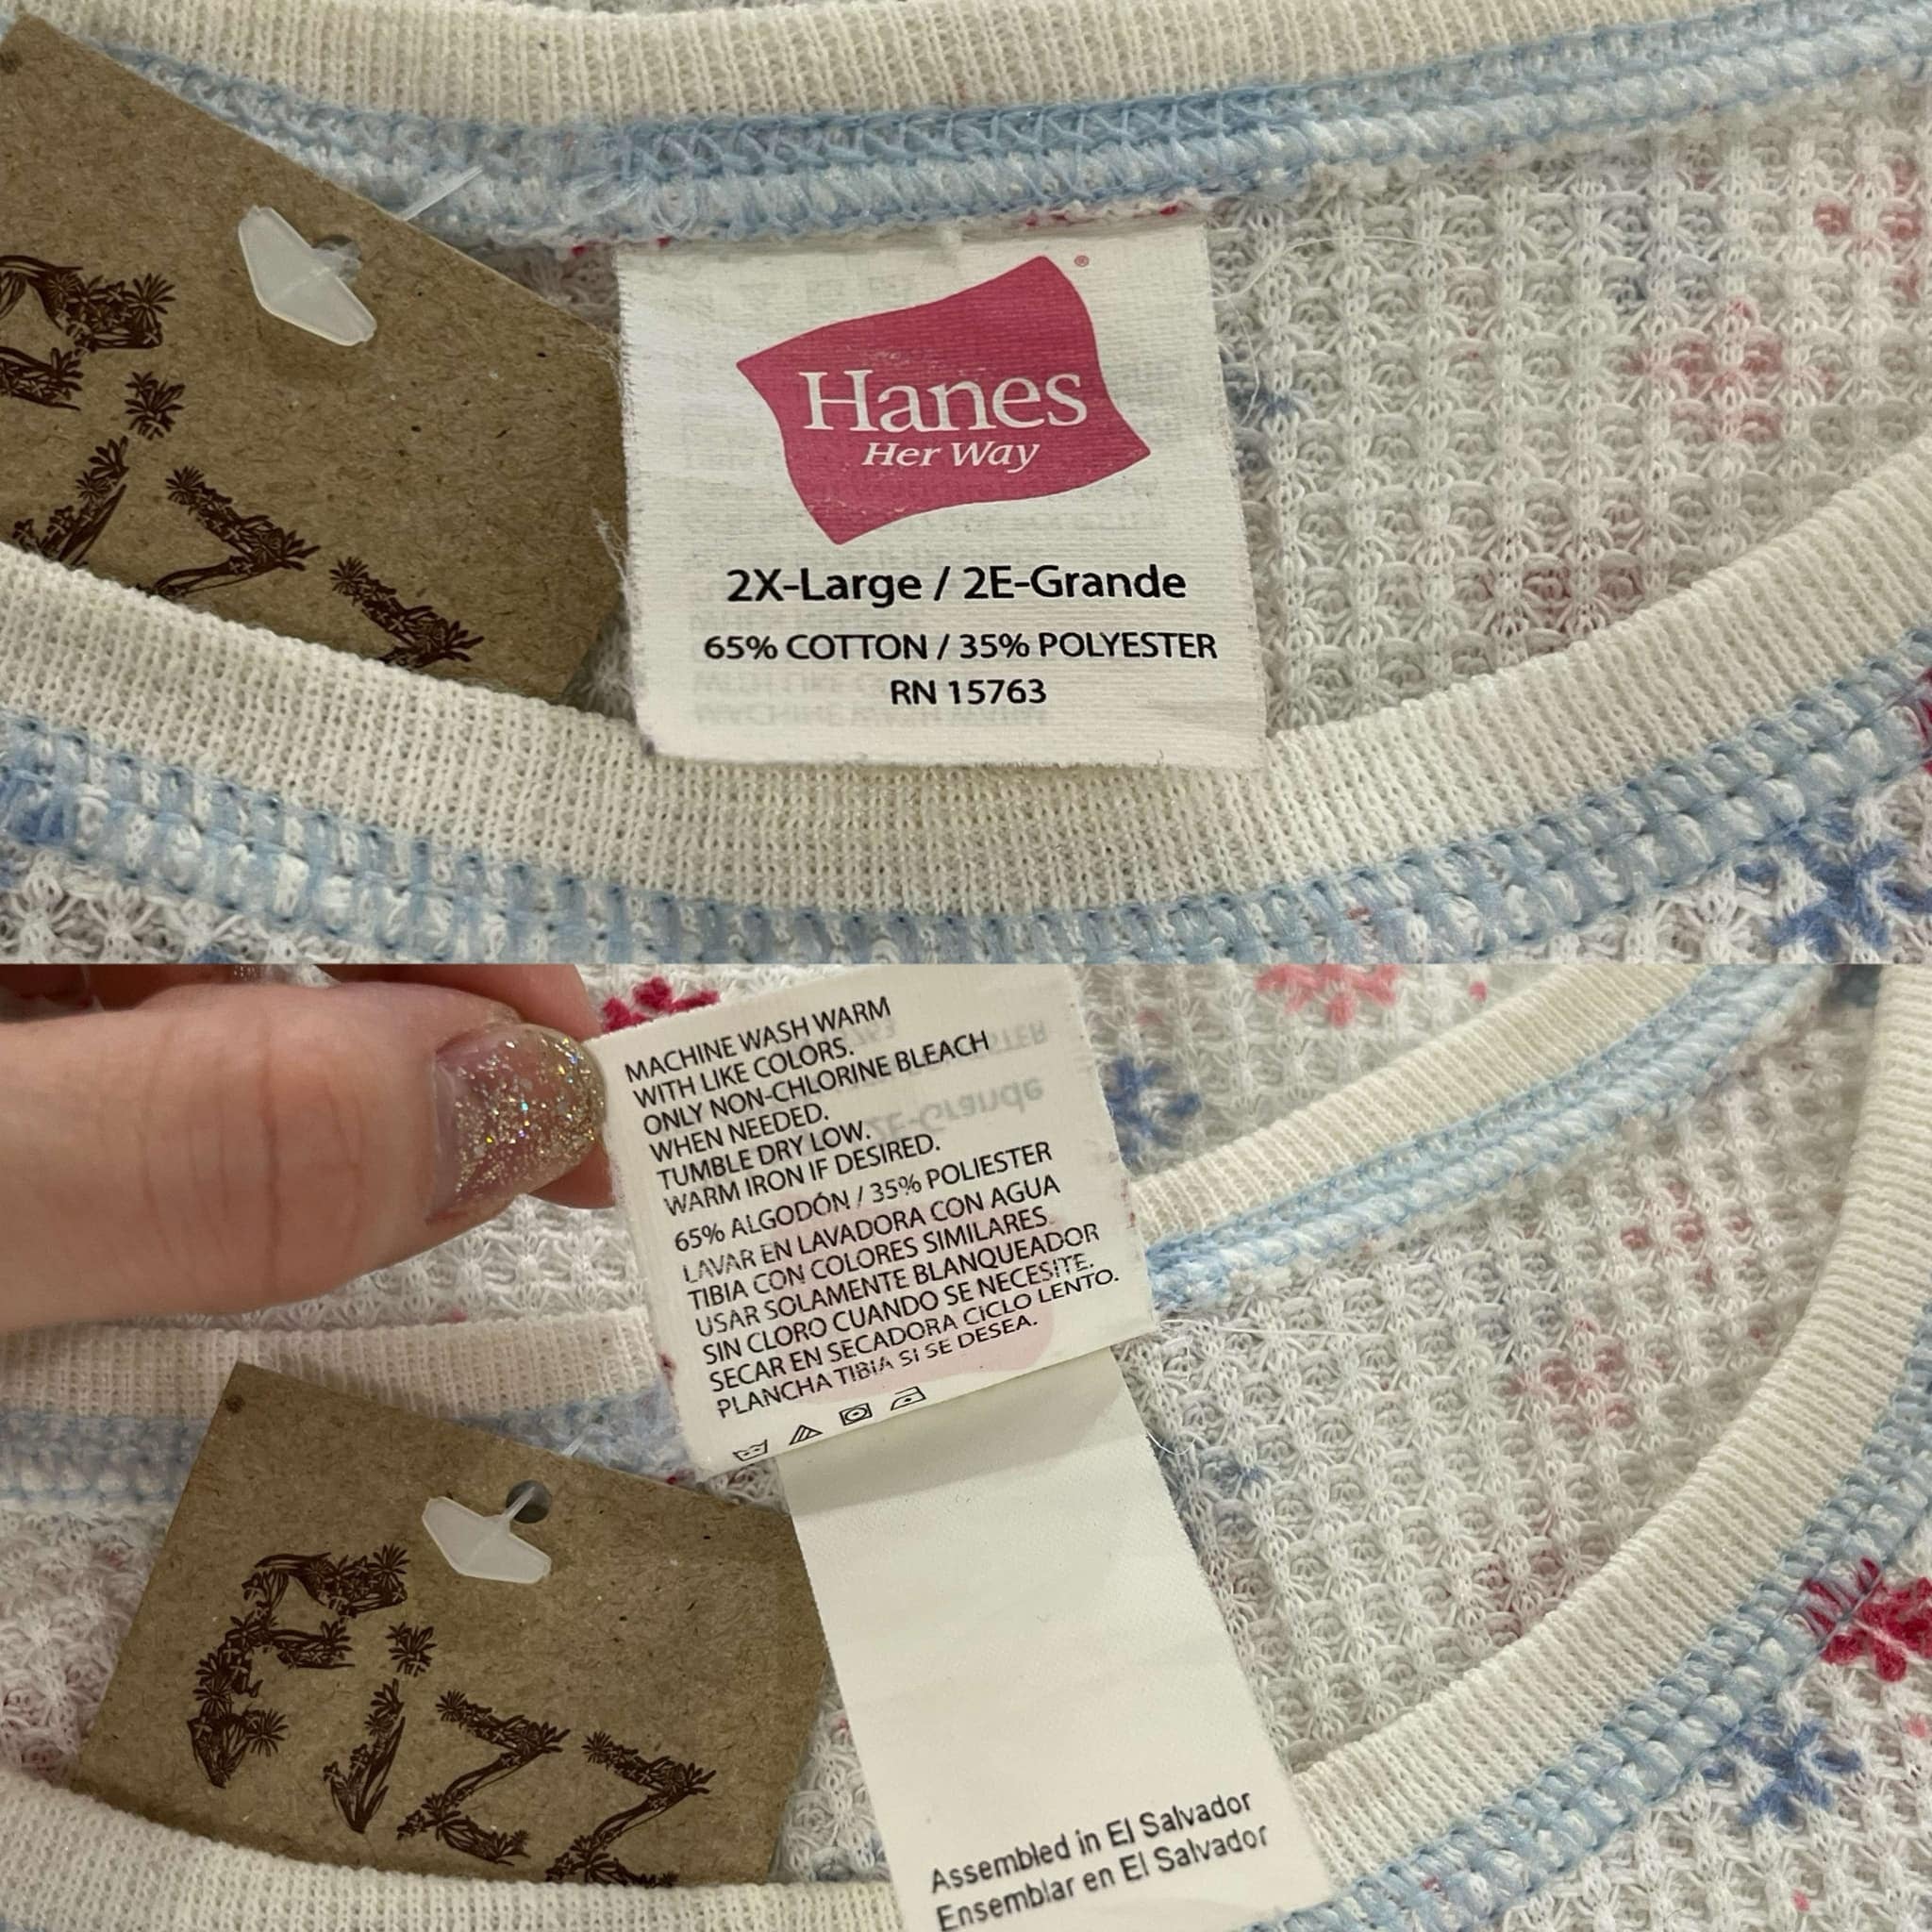 Hanes
Her Way
2X-Large / 2E-Grande
65% COTTON / 35% POLYESTER
RN 15763
MACHINE WASH WARM
WITH LIKE COLORS.
ONLY NON-CHLORINE BLEACH
WHEN NEEDED.
TUMBLE DRY LOW.
WARM IRON IF DESIRED.
65% ALGODÓN / 35% POLIESTER
LAVAR EN LAVADORA CON AGUA
TIBIA CON COLORES SIMILARES
USAR SOLAMENTE BLANQUEADOR
SIN CLORO CUANDO SE NECESITE.
SECAR EN SECADORA CICLO LENTO.
PLANCHA TIBIA SI SE DESEA.
Assembled in El Salvador
Ensemblar en El Salvador